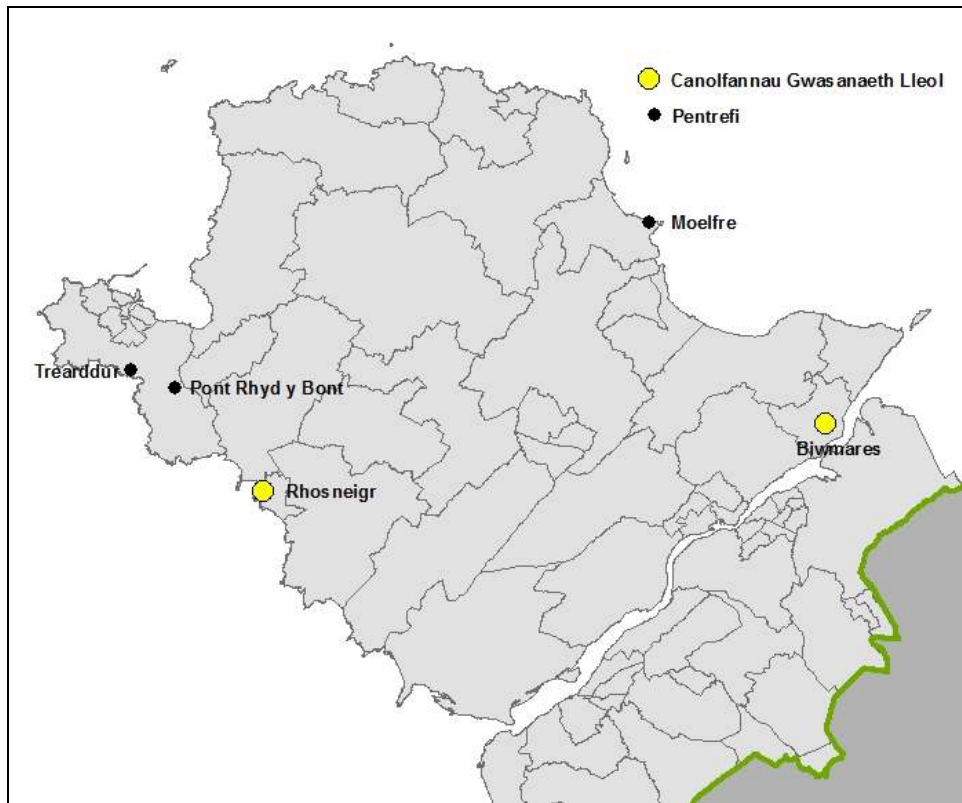 Canolfannau Gwasanaeth Lleol
Pentrefi
Moelfre
Trearddur
Pont Rhyd y Bont
Biwmares
Rhosneigr